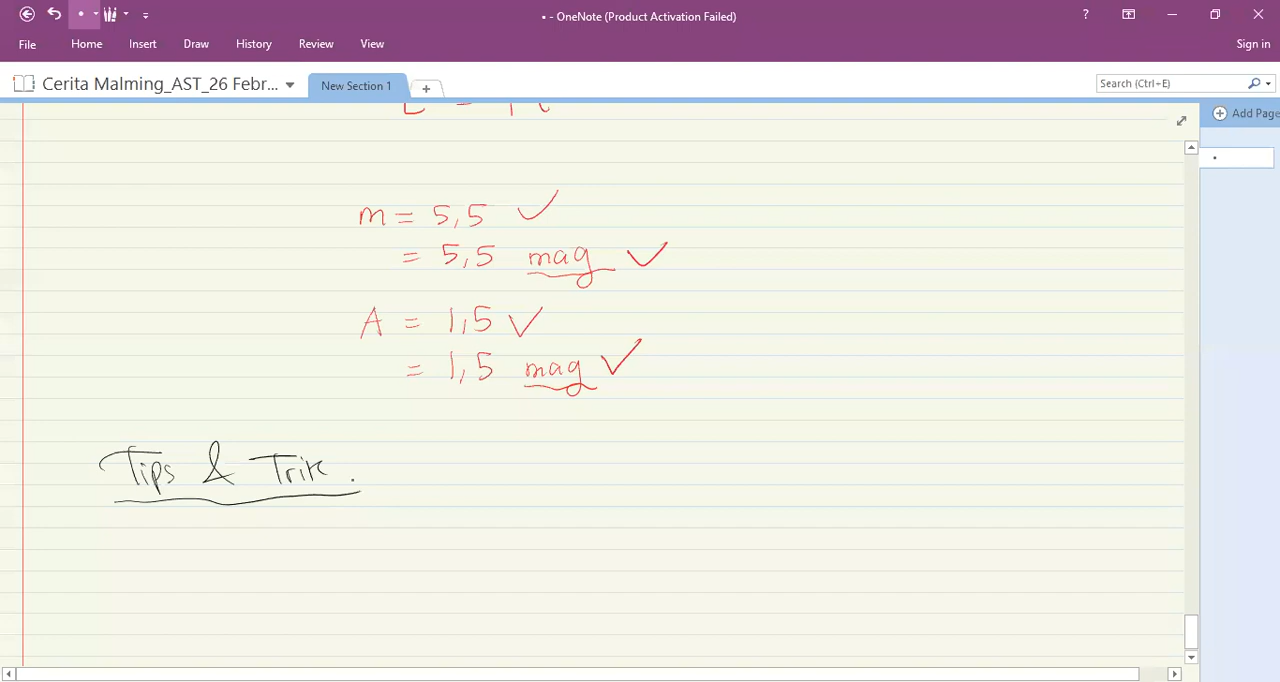 • - OneNote (Product Activation Failed)
?
File Home Insert Draw History Review View Sign in
Cerita Malming_AST_26 Febr... New Section 1 Search (Ctrl+E)
Add Page
m = 5,5 ✓
= 5,5 mag ✓
A = 1,5 ✓
= 1,5 mag ✓
Tips & Trik.